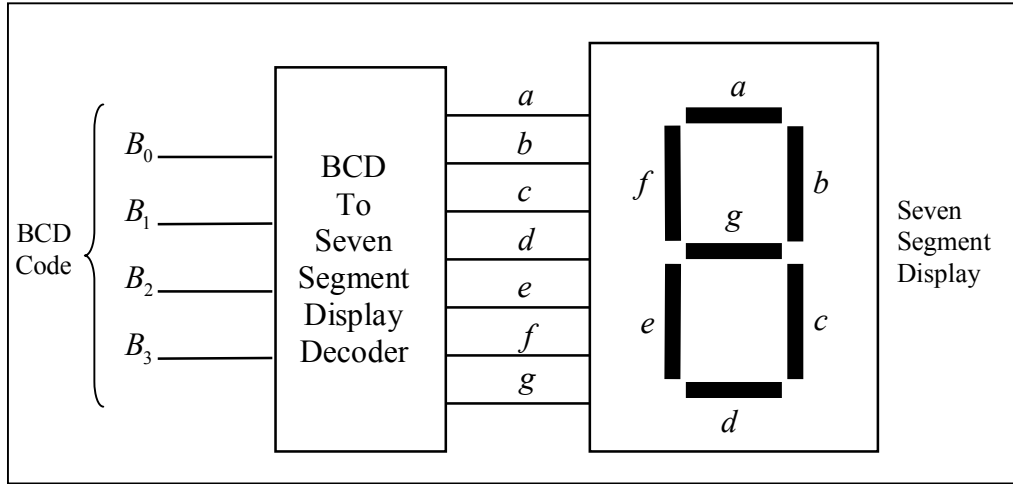 BCD
Code
B0
B1
B2
B3
BCD
To
Seven
Segment
Display
Decoder
a
b
c
d
e
f
g
a
f
b
g
e
c
d
Seven
Segment
Display